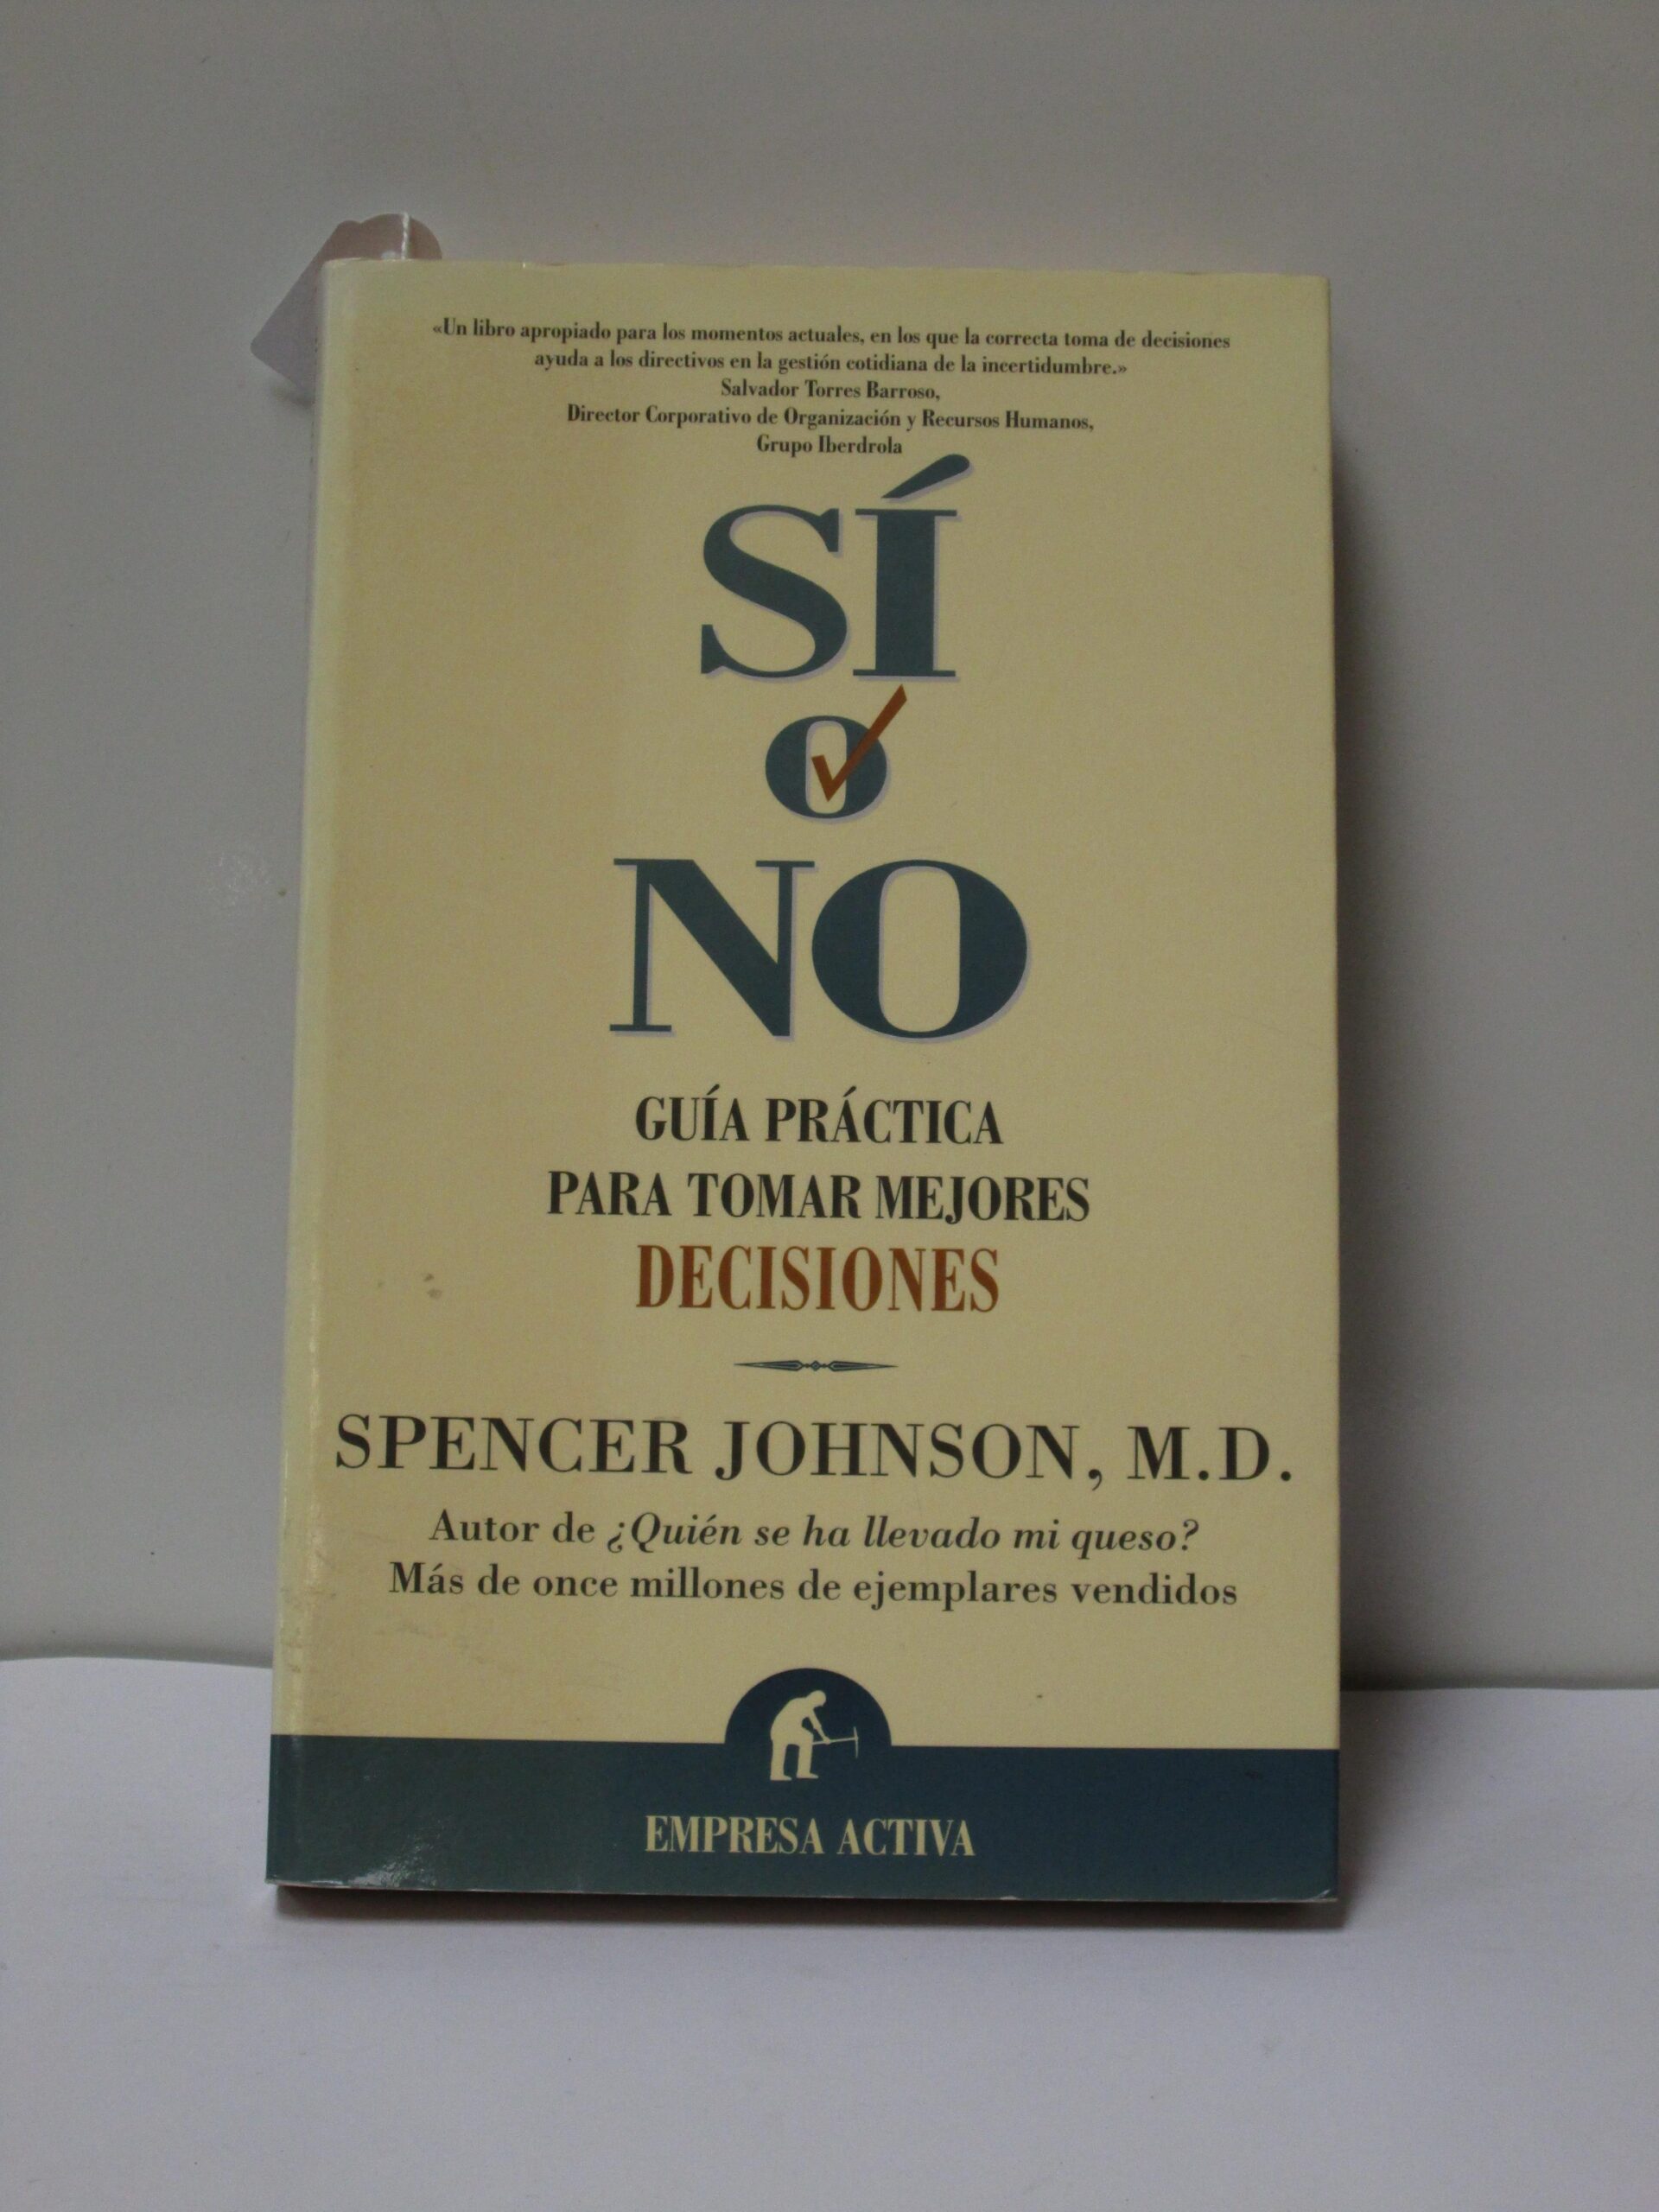 «Un libro apropiado para los momentos actuales, en los que la correcta toma de decisiones
ayuda a los directivos en la gestión cotidiana de la incertidumbre.»
Salvador Torres Barroso,
Director Corporativo de Organización y Recursos Humanos,
Grupo Iberdrola
SÍ
O
NO
GUÍA PRÁCTICA
PARA TOMAR MEJORES
DECISIONES
SPENCER JOHNSON, M.D.
Autor de ¿Quién se ha llevado mi queso?
Más de once millones de ejemplares vendidos
EMPRESA ACTIVA